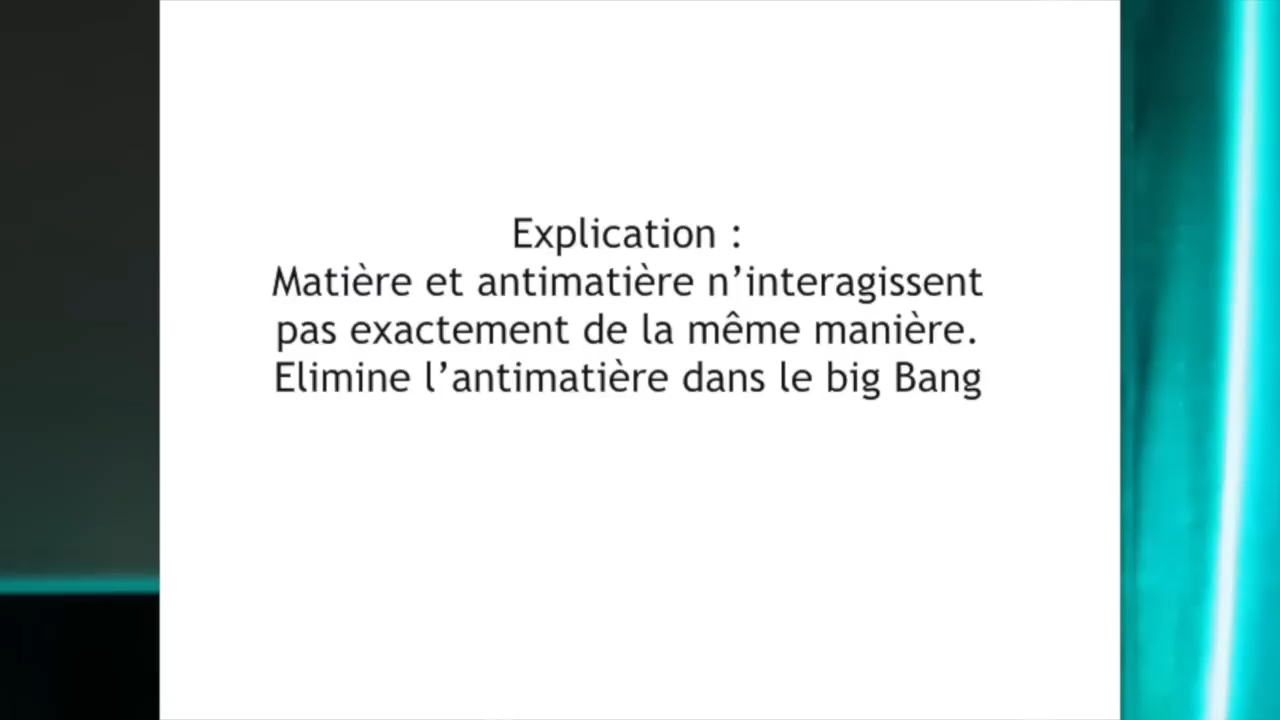 Explication :
Matière et antimatière n’interagissent
pas exactement de la même manière.
Elimine l’antimatière dans le big Bang